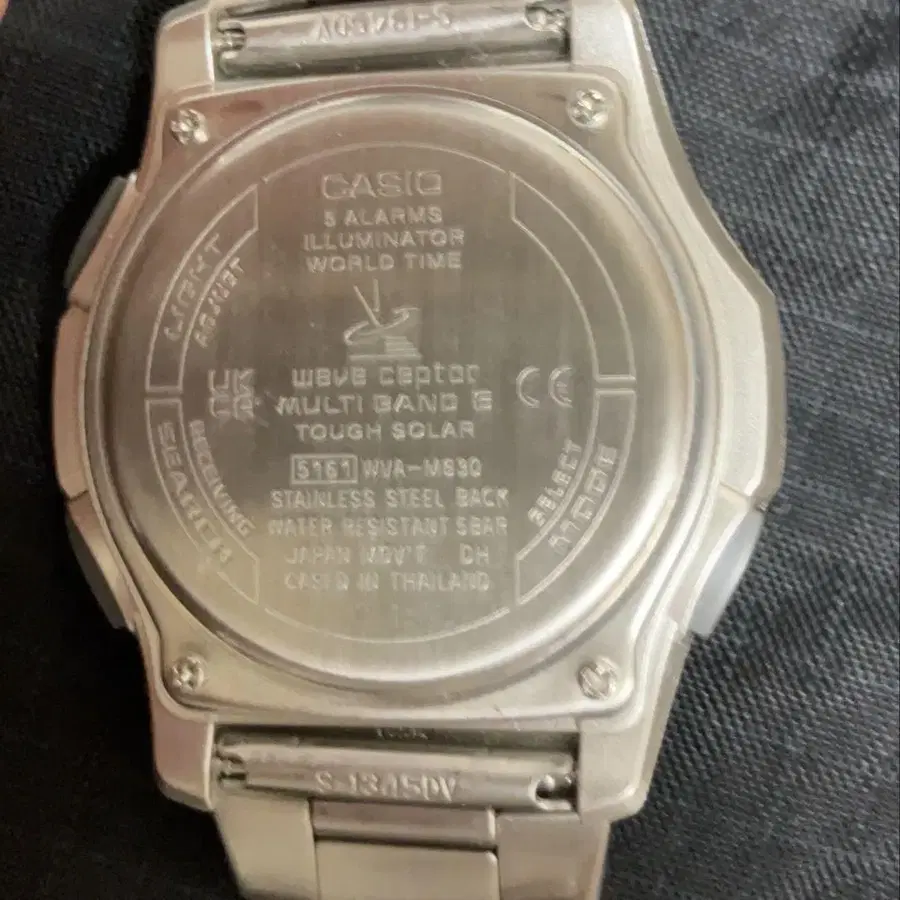 CASIO
5 ALARMS
ILLUMINATOR
WORLD TIME
LIGHT
ADJUST
WAVE CEPTOR
UK
CA
CE
MULTI BAND 6
TOUGH SOLAR
5161 WVA-M630
STAINLESS STEEL BACK
WATER RESISTANT 5BAR
JAPAN MOV'T DH
CASED IN THAILAND
RECEIVING
SEARCH
SELECT
MODE
S-1345DV